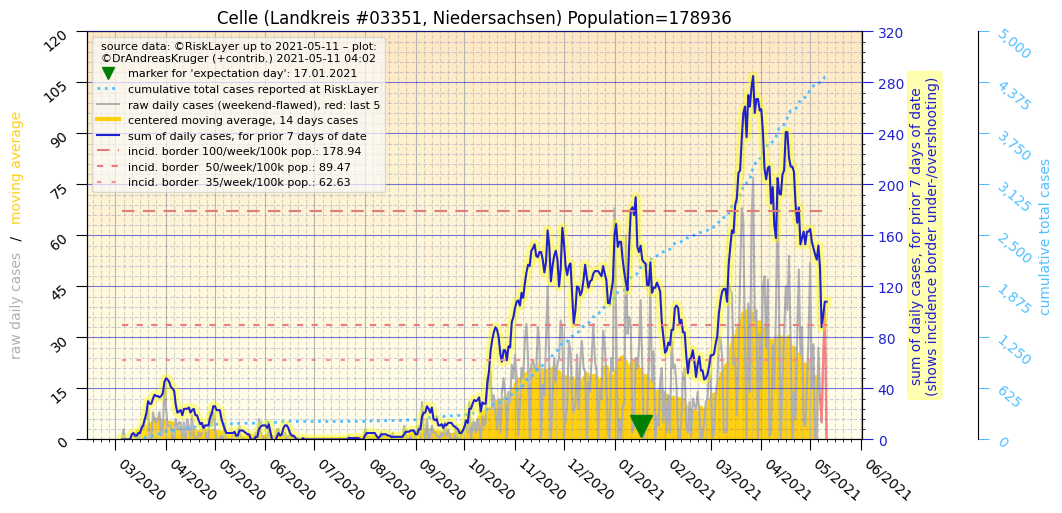 Celle (Landkreis #03351, Niedersachsen) Population=178936
source data: ©RiskLayer up to 2021-05-11 – plot:
©DrAndreasKruger (+contrib.) 2021-05-11 04:02
marker for 'expectation day': 17.01.2021
cumulative total cases reported at RiskLayer
raw daily cases (weekend-flawed), red: last 5
centered moving average, 14 days cases
sum of daily cases, for prior 7 days of date
incid. border 100/week/100k pop.: 178.94
incid. border 50/week/100k pop.: 89.47
incid. border 35/week/100k pop.: 62.63
raw daily cases / moving average
120
105
90
75
60
45
30
15
0
320
280
240
200
160
120
80
40
0
sum of daily cases, for prior 7 days of date
(shows incidence border under-/overshooting)
5,000
4,375
3,750
3,125
2,500
1,875
1,250
625
0
cumulative total cases
03/2020
04/2020
05/2020
06/2020
07/2020
08/2020
09/2020
10/2020
11/2020
12/2020
01/2021
02/2021
03/2021
04/2021
05/2021
06/2021